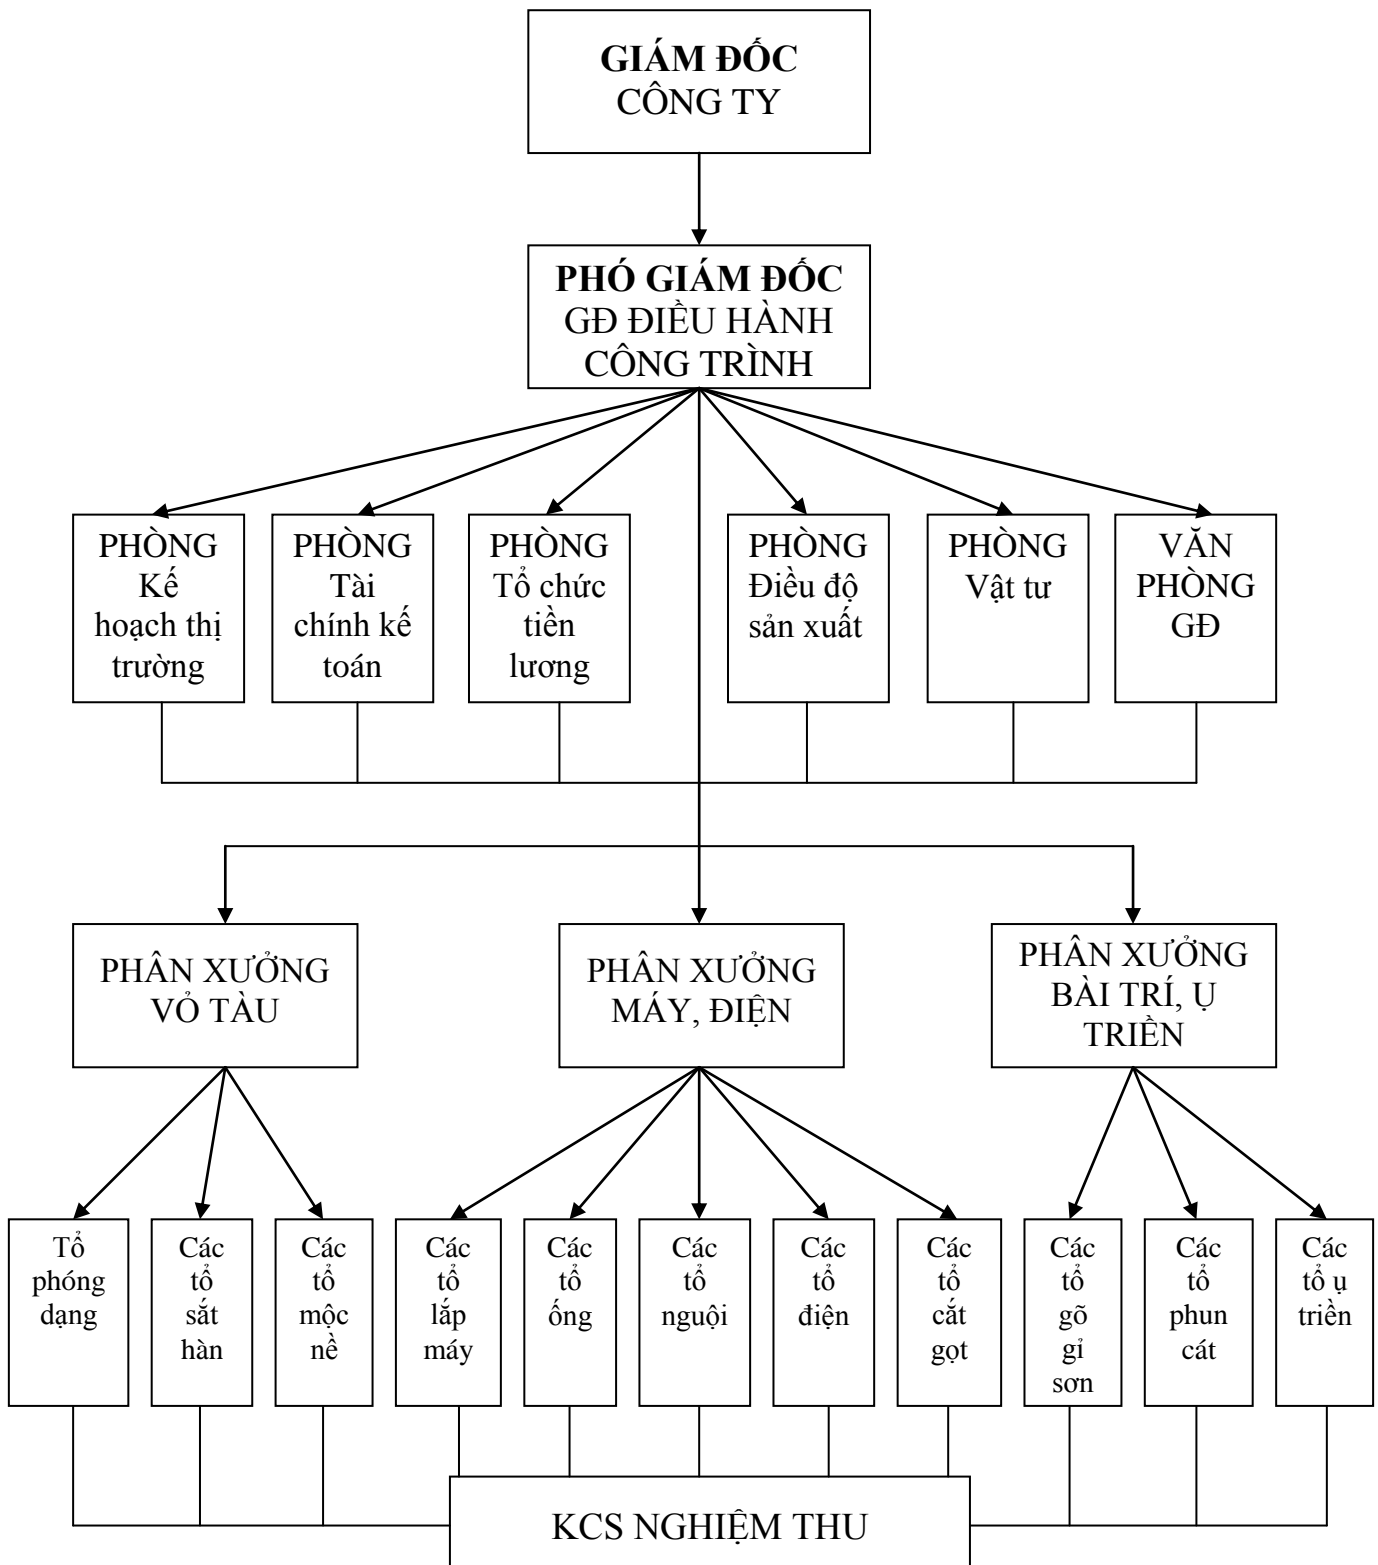 GIÁM ĐỐC
CÔNG TY
PHÓ GIÁM ĐỐC
GĐ ĐIỀU HÀNH
CÔNG TRÌNH
PHÒNG
Kế
hoạch thị
trường
PHÒNG
Tài
chính kế
toán
PHÒNG
Tổ chức
tiền
lương
PHÒNG
Điều độ
sản xuất
PHÒNG
Vật tư
VĂN
PHÒNG
GĐ
PHÂN XƯỞNG
VỎ TÀU
PHÂN XƯỞNG
MÁY, ĐIỆN
PHÂN XƯỞNG
BÀI TRÍ, Ụ
TRIỀN
Tổ
phóng
dạng
Các
tổ
sắt
hàn
Các
tổ
mộc
nề
Các
tổ
lắp
máy
Các
tổ
ống
Các
tổ
nguội
Các
tổ
điện
Các
tổ
cắt
gọt
Các
tổ
gõ
gỉ
sơn
Các
tổ
phun
cát
Các
tổ ụ
triền
KCS NGHIỆM THU